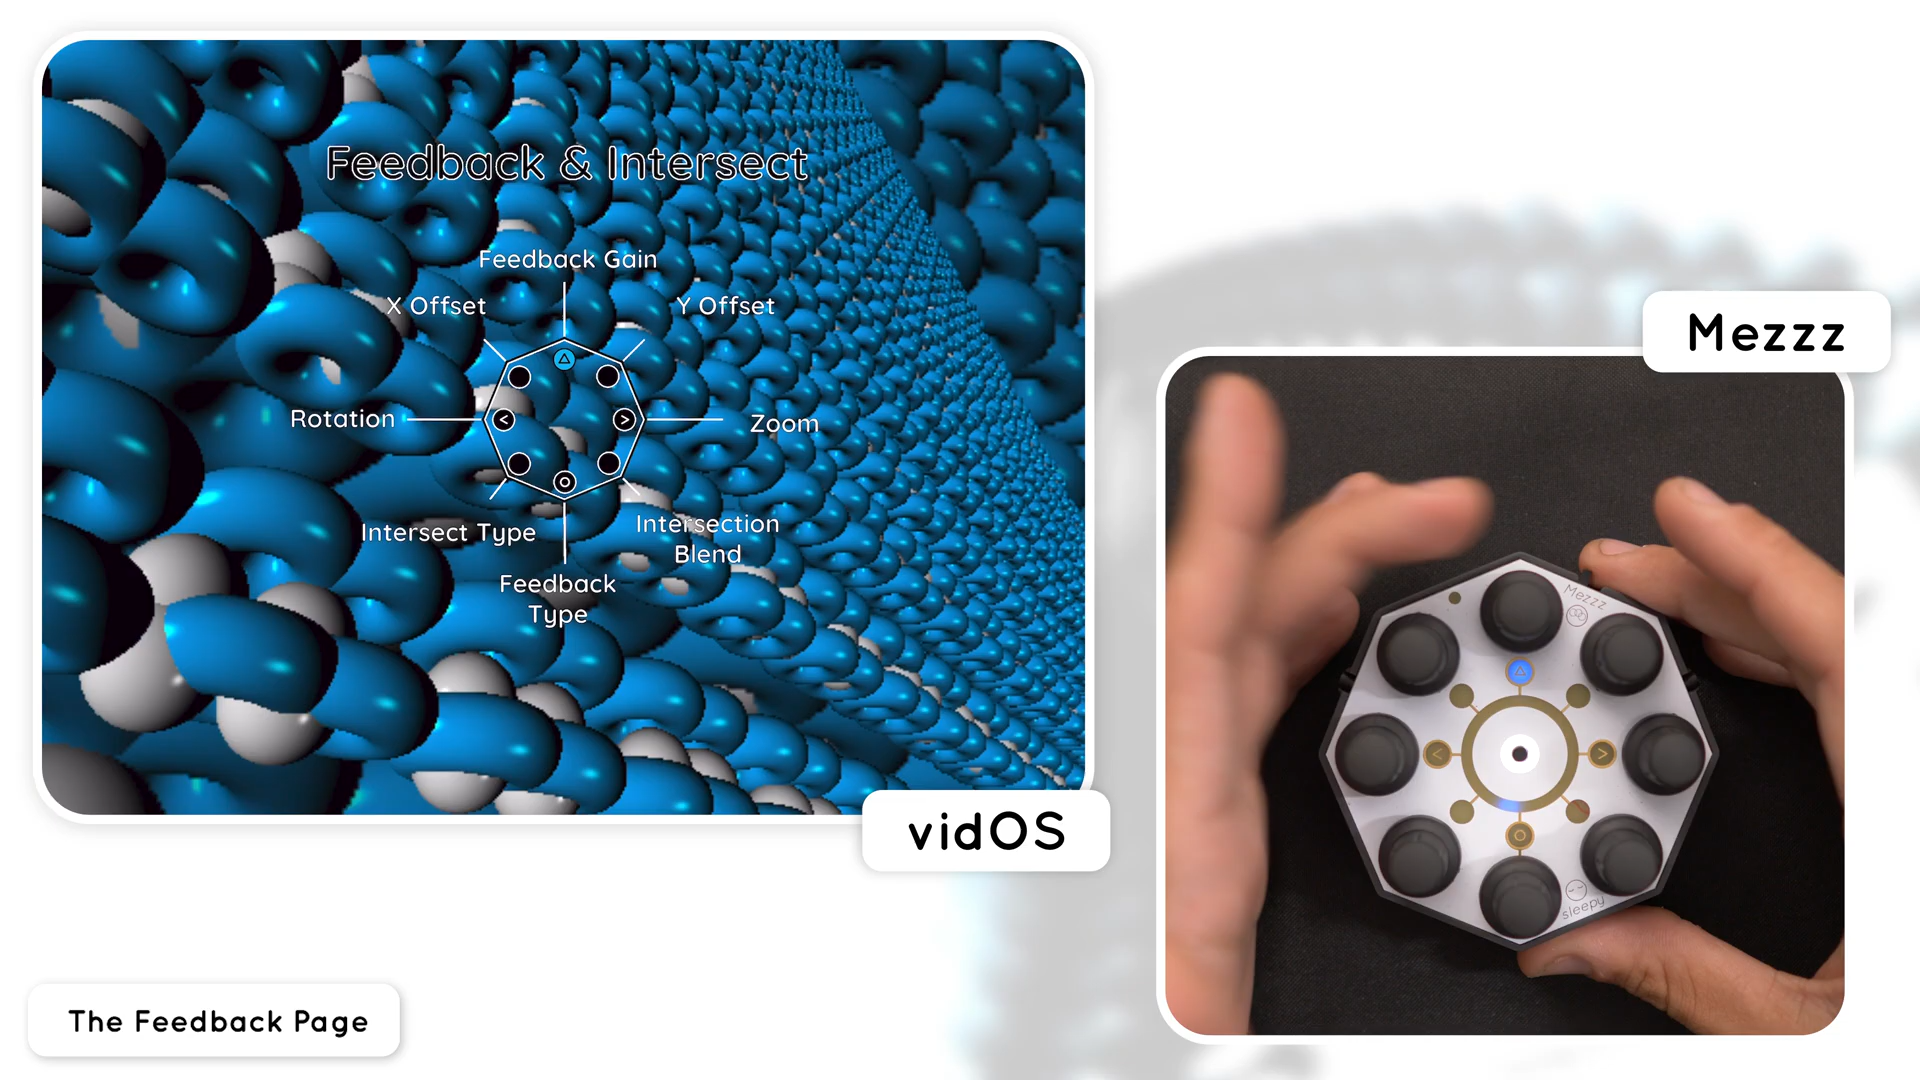 Feedback & Intersect
Feedback Gain
X Offset
Y Offset
Rotation
Zoom
Intersect Type
Intersection
Blend
Feedback
Type
vidOS
Mezzz
Mezzz
sleepy
The Feedback Page